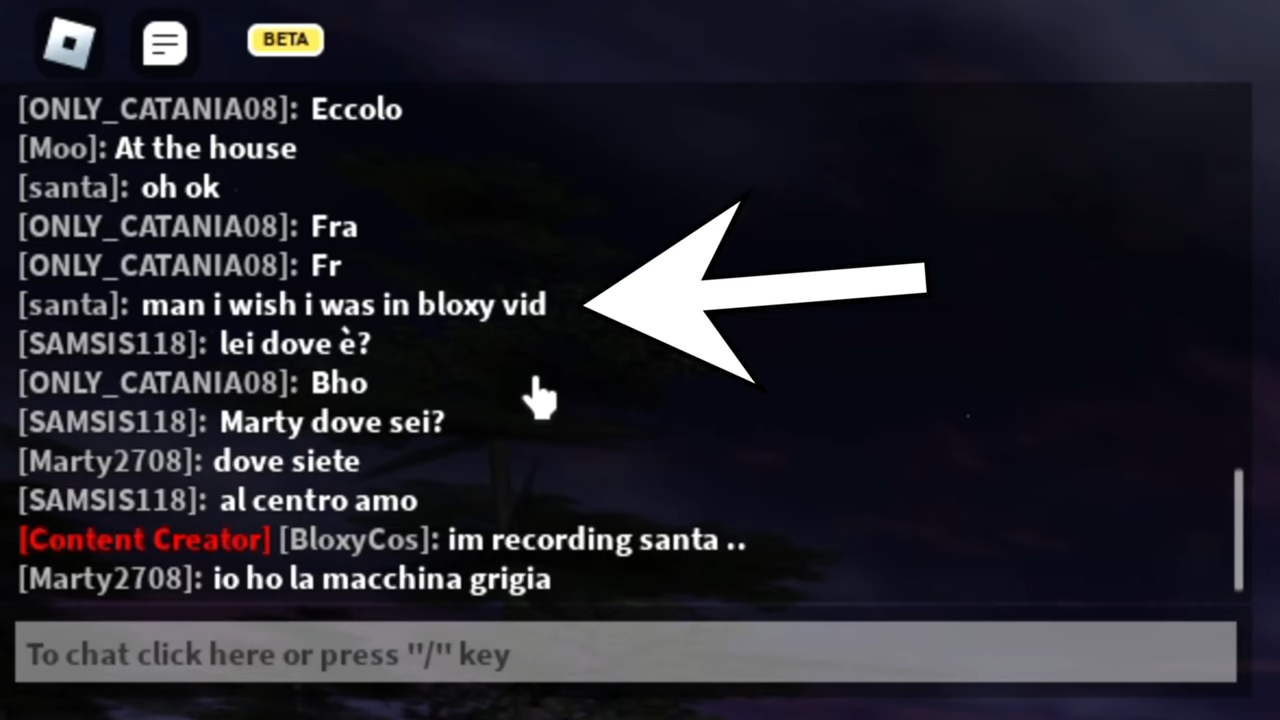 BETA
[ONLY_CATANIA08]: Eccolo
[Moo]: At the house
[santa]: oh ok
[ONLY_CATANIA08]: Fra
[ONLY_CATANIA08]: Fr
[santa]: man i wish i was in bloxy vid
[SAMSIS118]: lei dove è?
[ONLY_CATANIA08]: Bho
[SAMSIS118]: Marty dove sei?
[Marty2708]: dove siete
[SAMSIS118]: al centro amo
[Content Creator] [BloxyCos]: im recording santa ..
[Marty2708]: io ho la macchina grigia
To chat click here or press "/" key